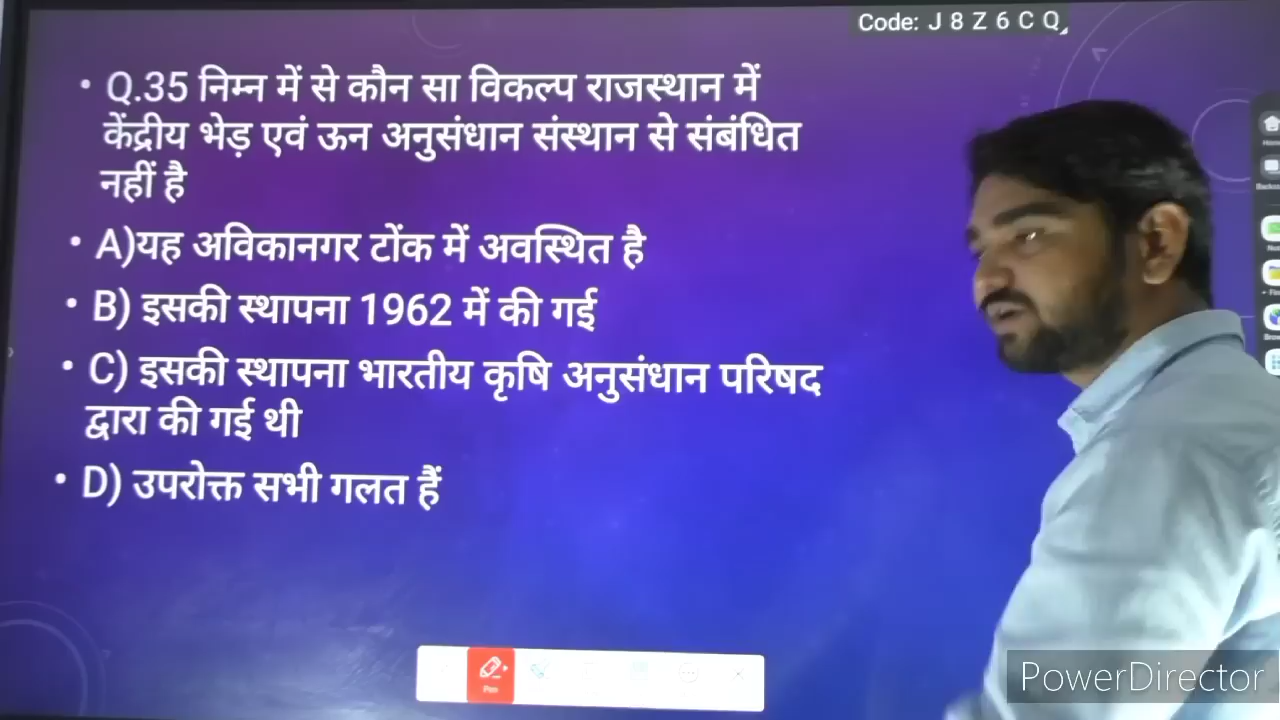 Code: J 8 Z 6 C Q
• Q.35 निम्न में से कौन सा विकल्प राजस्थान में
केंद्रीय भेड़ एवं ऊन अनुसंधान संस्थान से संबंधित
नहीं है
• A)यह अविकानगर टोंक में अवस्थित है
• B) इसकी स्थापना 1962 में की गई
• C) इसकी स्थापना भारतीय कृषि अनुसंधान परिषद
द्वारा की गई थी
• D) उपरोक्त सभी गलत हैं
Pen
PowerDirector